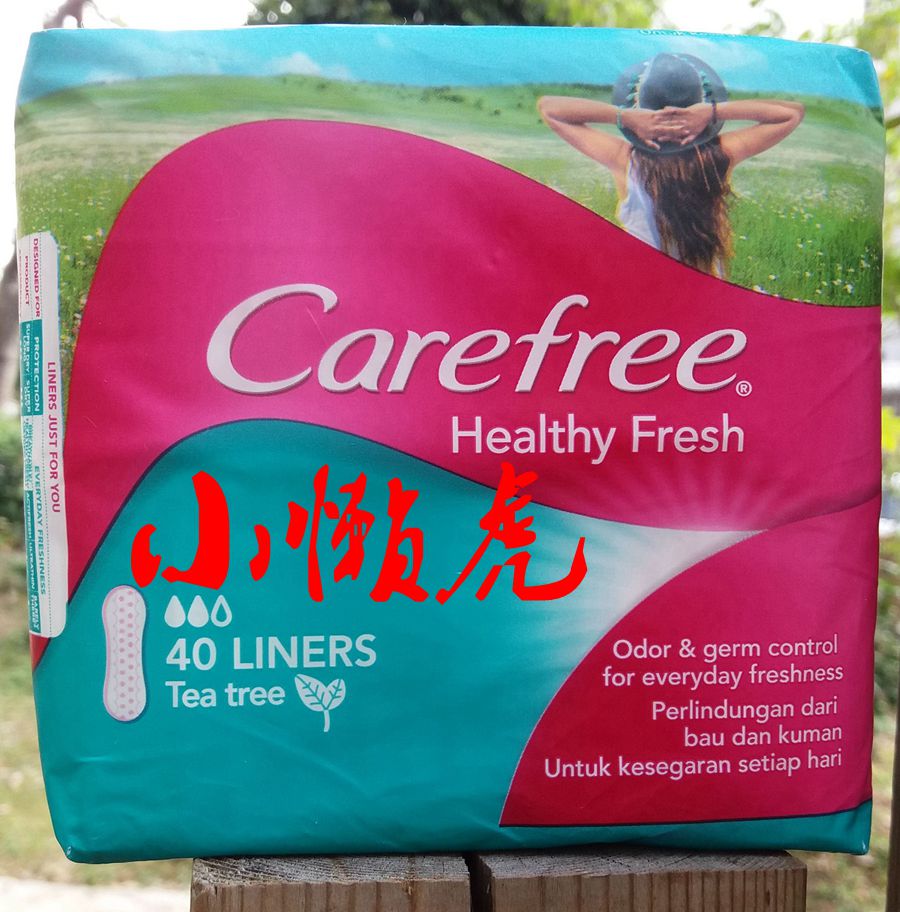 Carefree®
Healthy Fresh
小懒虎
40 LINERS
Tea tree
Odor & germ control
for everyday freshness
Perlindungan dari
bau dan kuman
Untuk kesegaran setiap hari
LINERS JUST FOR YOU
DESIGNED FOR PROTECTION EVERYDAY FRESHNESS
PRODUCT